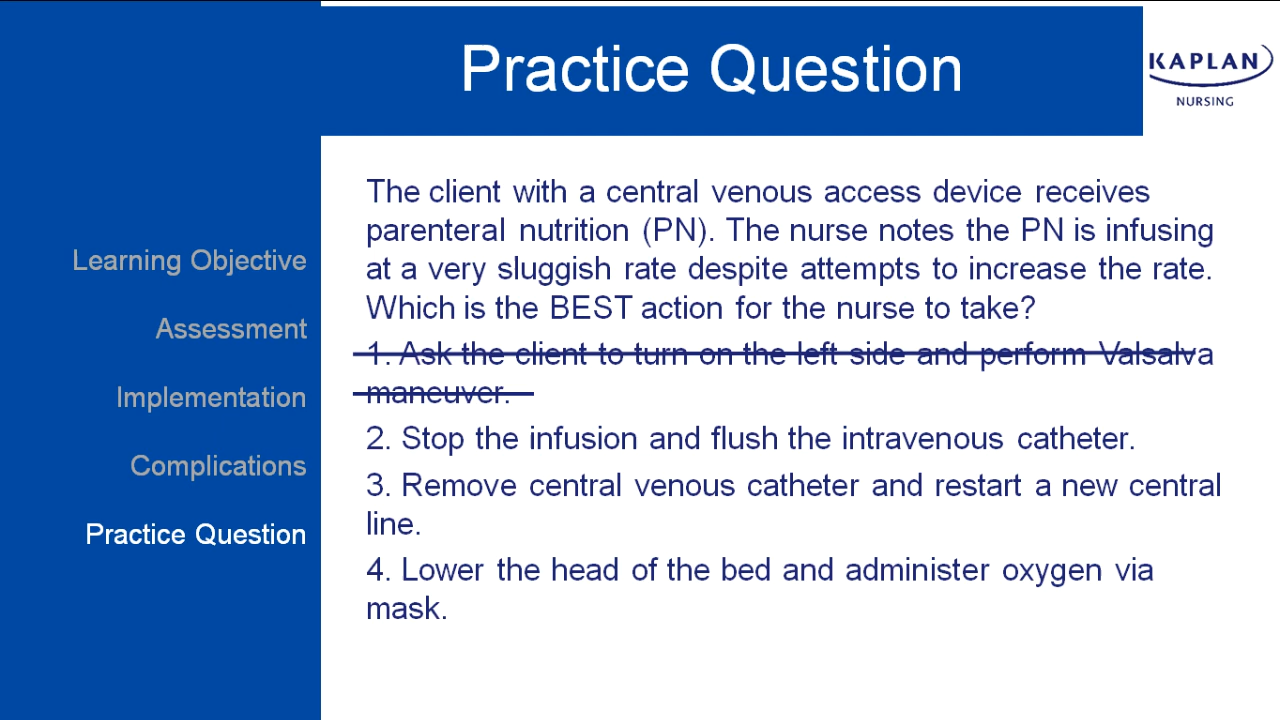 Practice Question
KAPLAN
NURSING
Learning Objective
Assessment
Implementation
Complications
Practice Question
The client with a central venous access device receives
parenteral nutrition (PN). The nurse notes the PN is infusing
at a very sluggish rate despite attempts to increase the rate.
Which is the BEST action for the nurse to take?
1. Ask the client to turn on the left side and perform Valsalva
maneuver.
2. Stop the infusion and flush the intravenous catheter.
3. Remove central venous catheter and restart a new central
line.
4. Lower the head of the bed and administer oxygen via
mask.